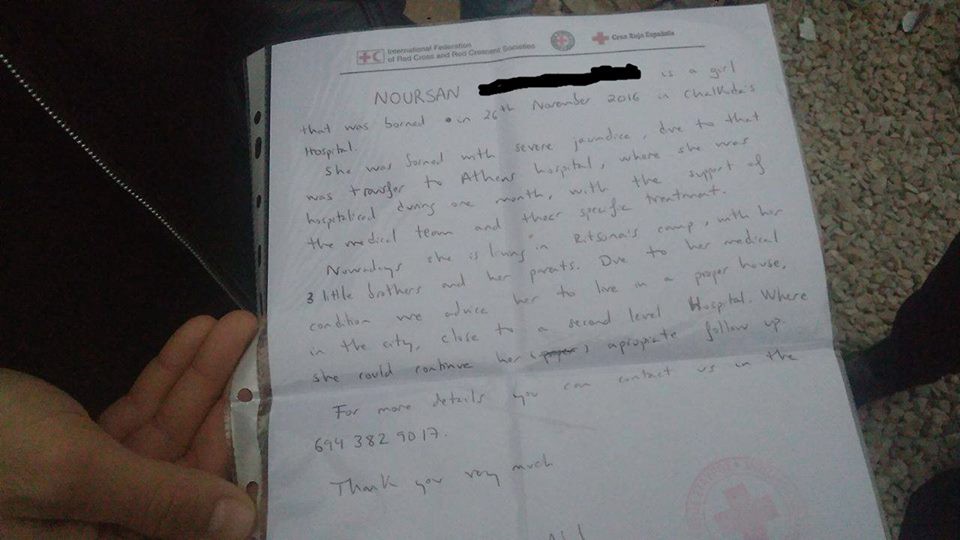 International Federation
of Red Cross and Red Crescent Societies
Cruz Roja Española
NOURSAN is a girl
that was borned in 26th November 2016 in Chalkida's
Hospital.
She was borned with severe jaundice, due to that
was transfer to Athens hospital, where she was
hospitalised during one month, with the support of
the medical team and their specific treatment.
Nowadays she is living in Ritsona's camp, with her
3 little brothers and her parents. Due to her medical
condition we advice her to live in a proper house,
in the city, close to a second level Hospital. Where
she could continue her (proper) apropiate follow up.
For more details you can contact us in the
694 382 9017.
Thank you very much